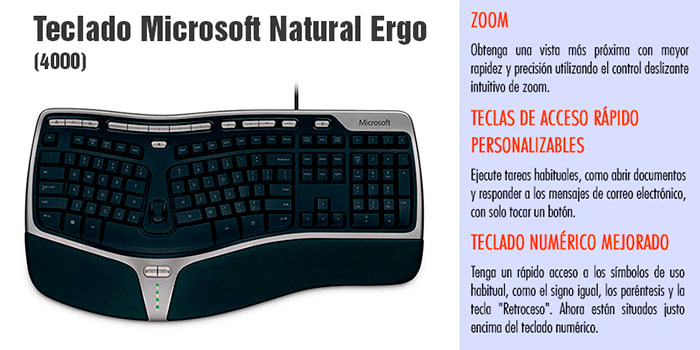 Teclado Microsoft Natural Ergo
(4000)
Microsoft
ZOOM
Obtenga una vista más próxima con mayor
rapidez y precisión utilizando el control deslizante
intuitivo de zoom.
TECLAS DE ACCESO RÁPIDO
PERSONALIZABLES
Ejecute tareas habituales, como abrir documentos
y responder a los mensajes de correo electrónico,
con solo tocar un botón.
TECLADO NUMÉRICO MEJORADO
Tenga un rápido acceso a los símbolos de uso
habitual, como el signo igual, los paréntesis y la
tecla "Retroceso". Ahora están situados justo
encima del teclado numérico.